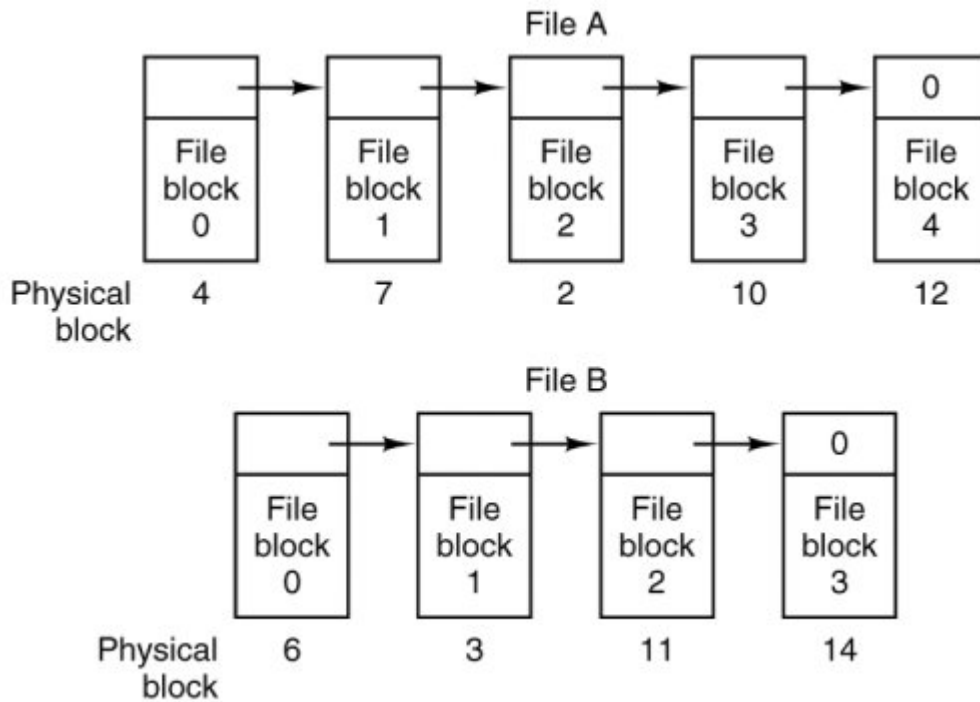 File A
0
File
block
0
File
block
1
File
block
2
File
block
3
File
block
4
Physical
block
4 7 2 10 12
File B
0
File
block
0
File
block
1
File
block
2
File
block
3
Physical
block
6 3 11 14